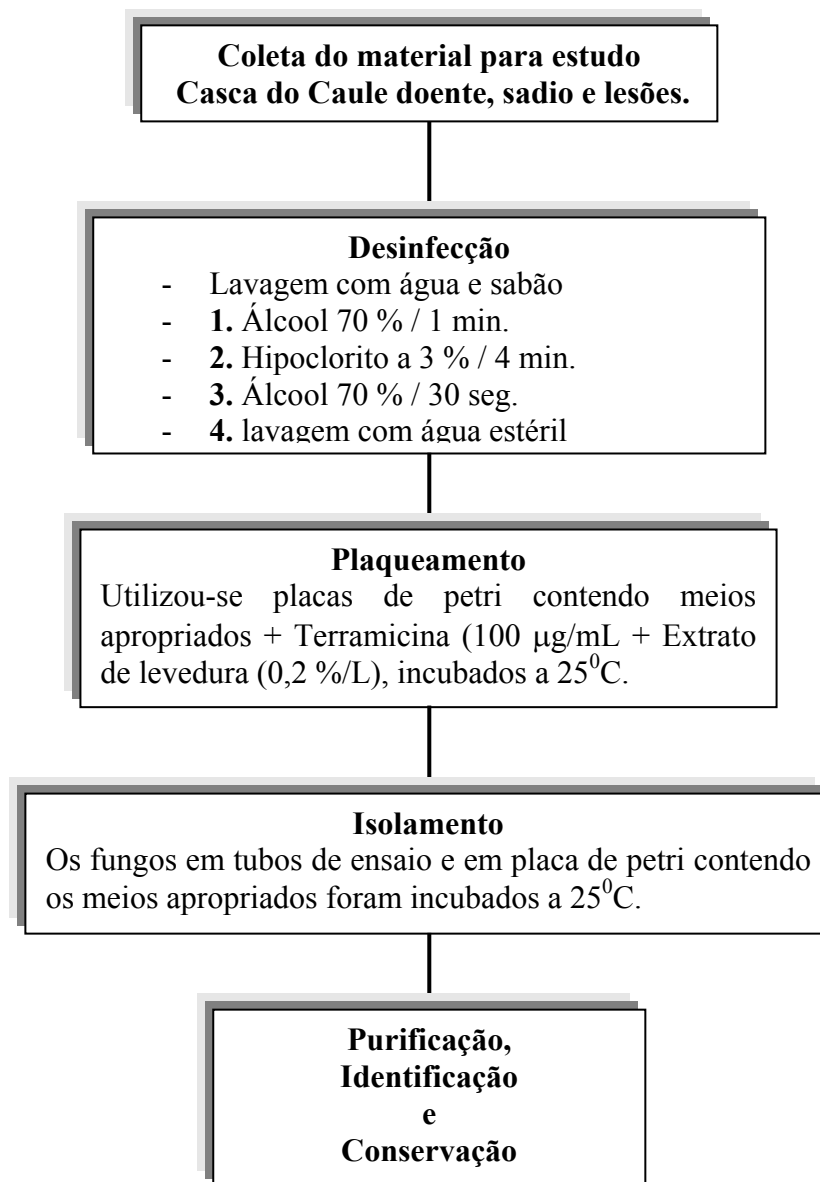 Coleta do material para estudo
Casca do Caule doente, sadio e lesões.
Desinfecção
- Lavagem com água e sabão
- 1. Álcool 70 % / 1 min.
- 2. Hipoclorito a 3 % / 4 min.
- 3. Álcool 70 % / 30 seg.
- 4. lavagem com água estéril
Plaqueamento
Utilizou-se placas de petri contendo meios
apropriados + Terramicina (100 μg/mL + Extrato
de levedura (0,2 %/L), incubados a 25⁰C.
Isolamento
Os fungos em tubos de ensaio e em placa de petri contendo
os meios apropriados foram incubados a 25⁰C.
Purificação,
Identificação
e
Conservação